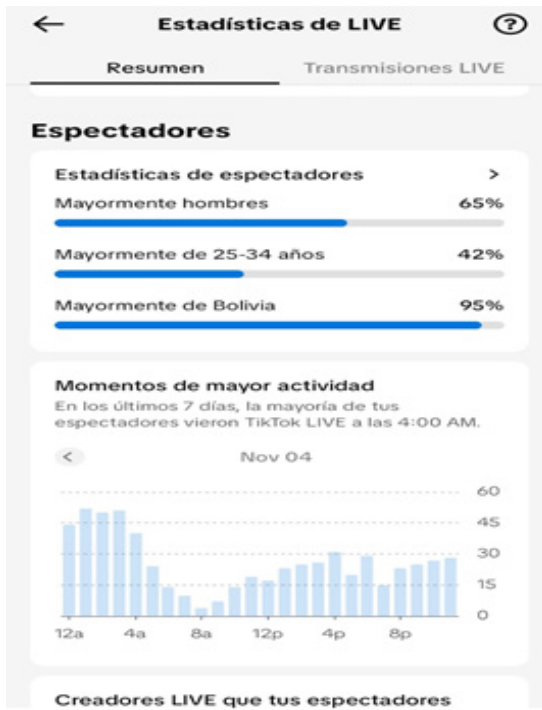 Estadísticas de LIVE
Resumen Transmisiones LIVE
Espectadores
Estadísticas de espectadores >
Mayormente hombres 65%
Mayormente de 25-34 años 42%
Mayormente de Bolivia 95%
Momentos de mayor actividad
En los últimos 7 días, la mayoría de tus
espectadores vieron TikTok LIVE a las 4:00 AM.
< Nov 04
60
45
30
15
0
12a 4a 8a 12p 4p 8p
Creadores LIVE que tus espectadores